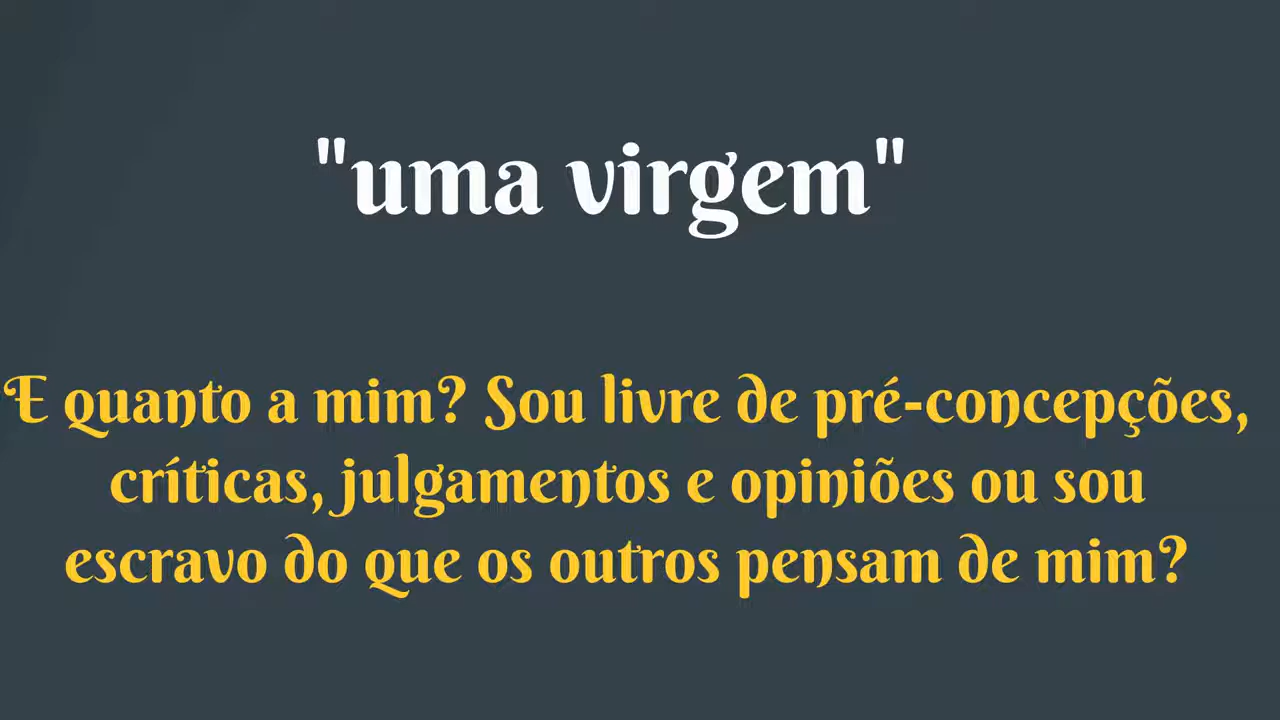 "uma virgem"
E quanto a mim? Sou livre de pré-concepções,
críticas, julgamentos e opiniões ou sou
escravo do que os outros pensam de mim?